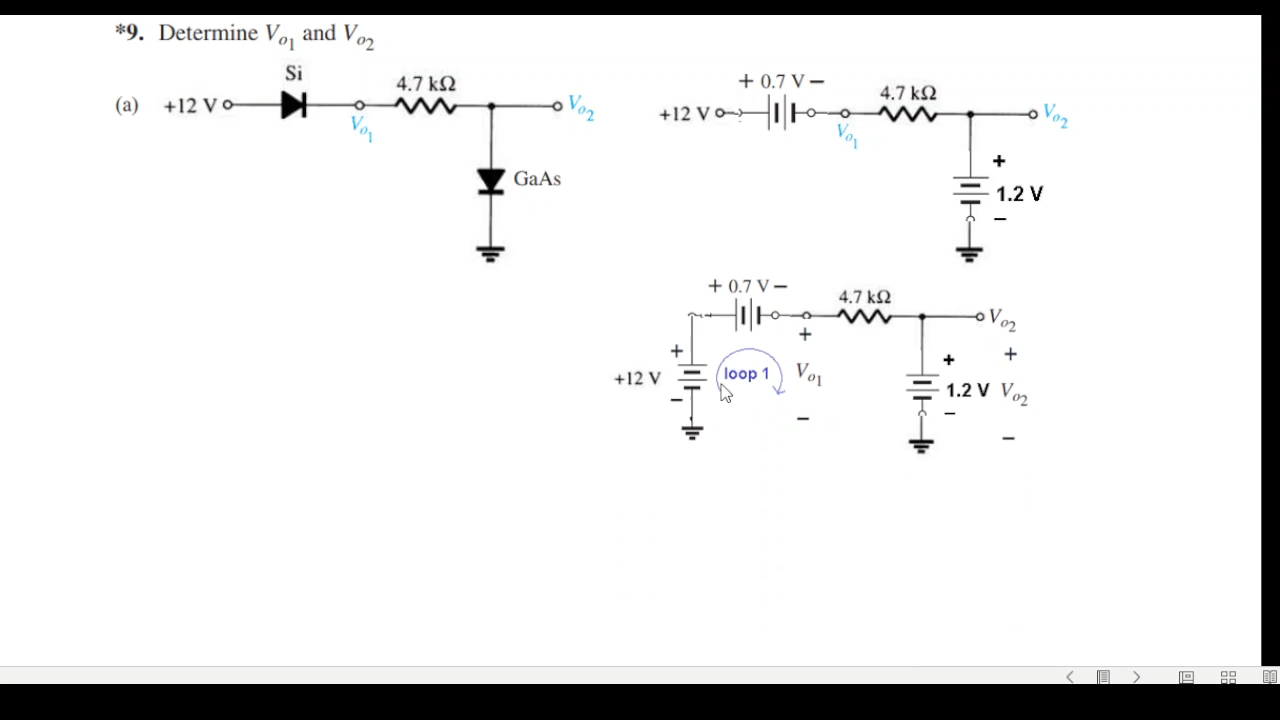 *9. Determine Vo1 and Vo2
Si
4.7 kΩ
(a) +12 V
Vo1
Vo2
GaAs
+ 0.7 V −
4.7 kΩ
+12 V
Vo1
Vo2
+
1.2 V
−
+ 0.7 V −
4.7 kΩ
Vo2
+
+
+
+
+12 V
loop 1
Vo1
1.2 V Vo2
−
−
−
−